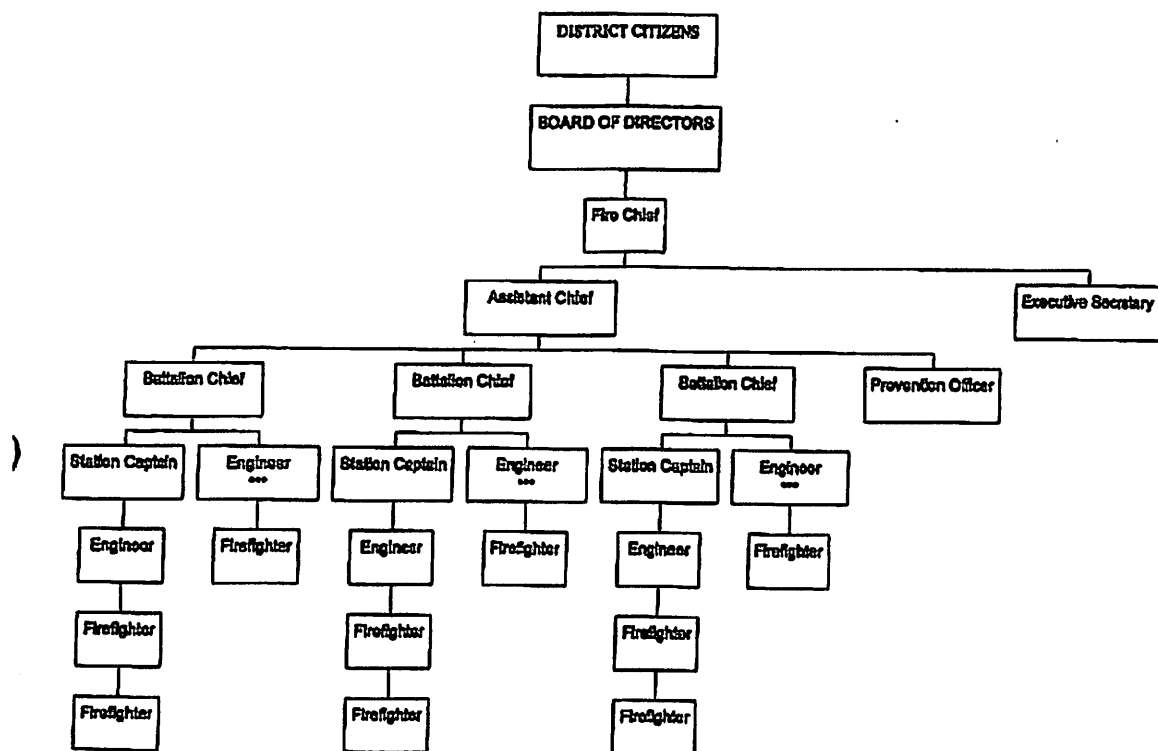 DISTRICT CITIZENS
BOARD OF DIRECTORS
Fire Chief
Assistant Chief
Executive Secretary
Battalion Chief
Battalion Chief
Battalion Chief
Prevention Officer
)
Station Captain
Engineer
***
Station Captain
Engineer
***
Station Captain
Engineer
***
Engineer
Firefighter
Engineer
Firefighter
Engineer
Firefighter
Firefighter
Firefighter
Firefighter
Firefighter
Firefighter
Firefighter